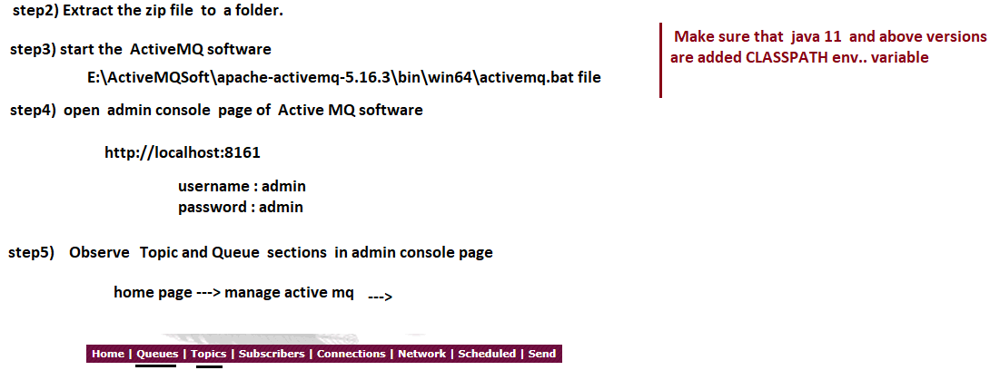 step2) Extract the zip file to a folder.
step3) start the ActiveMQ software
Make sure that java 11 and above versions
are added CLASSPATH env.. variable
E:\ActiveMQSoft\apache-activemq-5.16.3\bin\win64\activemq.bat file
step4) open admin console page of Active MQ software
http://localhost:8161
username : admin
password : admin
step5) Observe Topic and Queue sections in admin console page
home page ---> manage active mq --->
Home | Queues | Topics | Subscribers | Connections | Network | Scheduled | Send